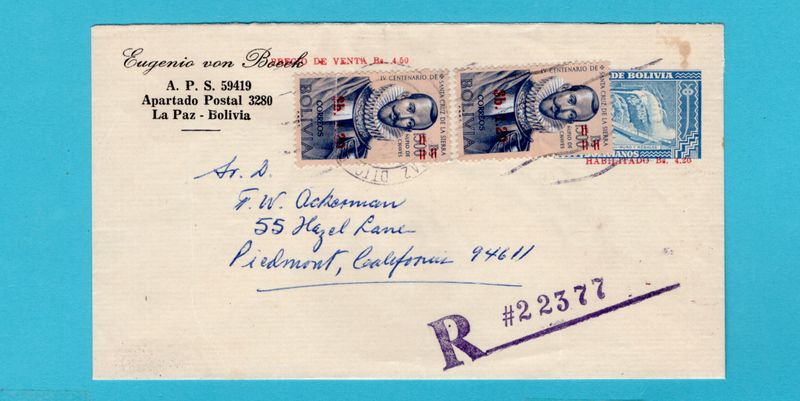 Eugenio von Boeck
PRECIO DE VENTA Bs. 4.50
A. P. S. 59419
Apartado Postal 3280
La Paz - Bolivia
IV CENTENARIO DE
SANTA CRUZ DE LA SIERRA
CORREOS
BOLIVIA
IV CENTENARIO DE
SANTA CRUZ DE LA SIERRA
CORREOS
BOLIVIA
DE BOLIVIA
HABILITADO Bs. 4.50
Sr. D.
F. W. Ackerman
55 Hazel Lane
Piedmont, California 94611
R #22377